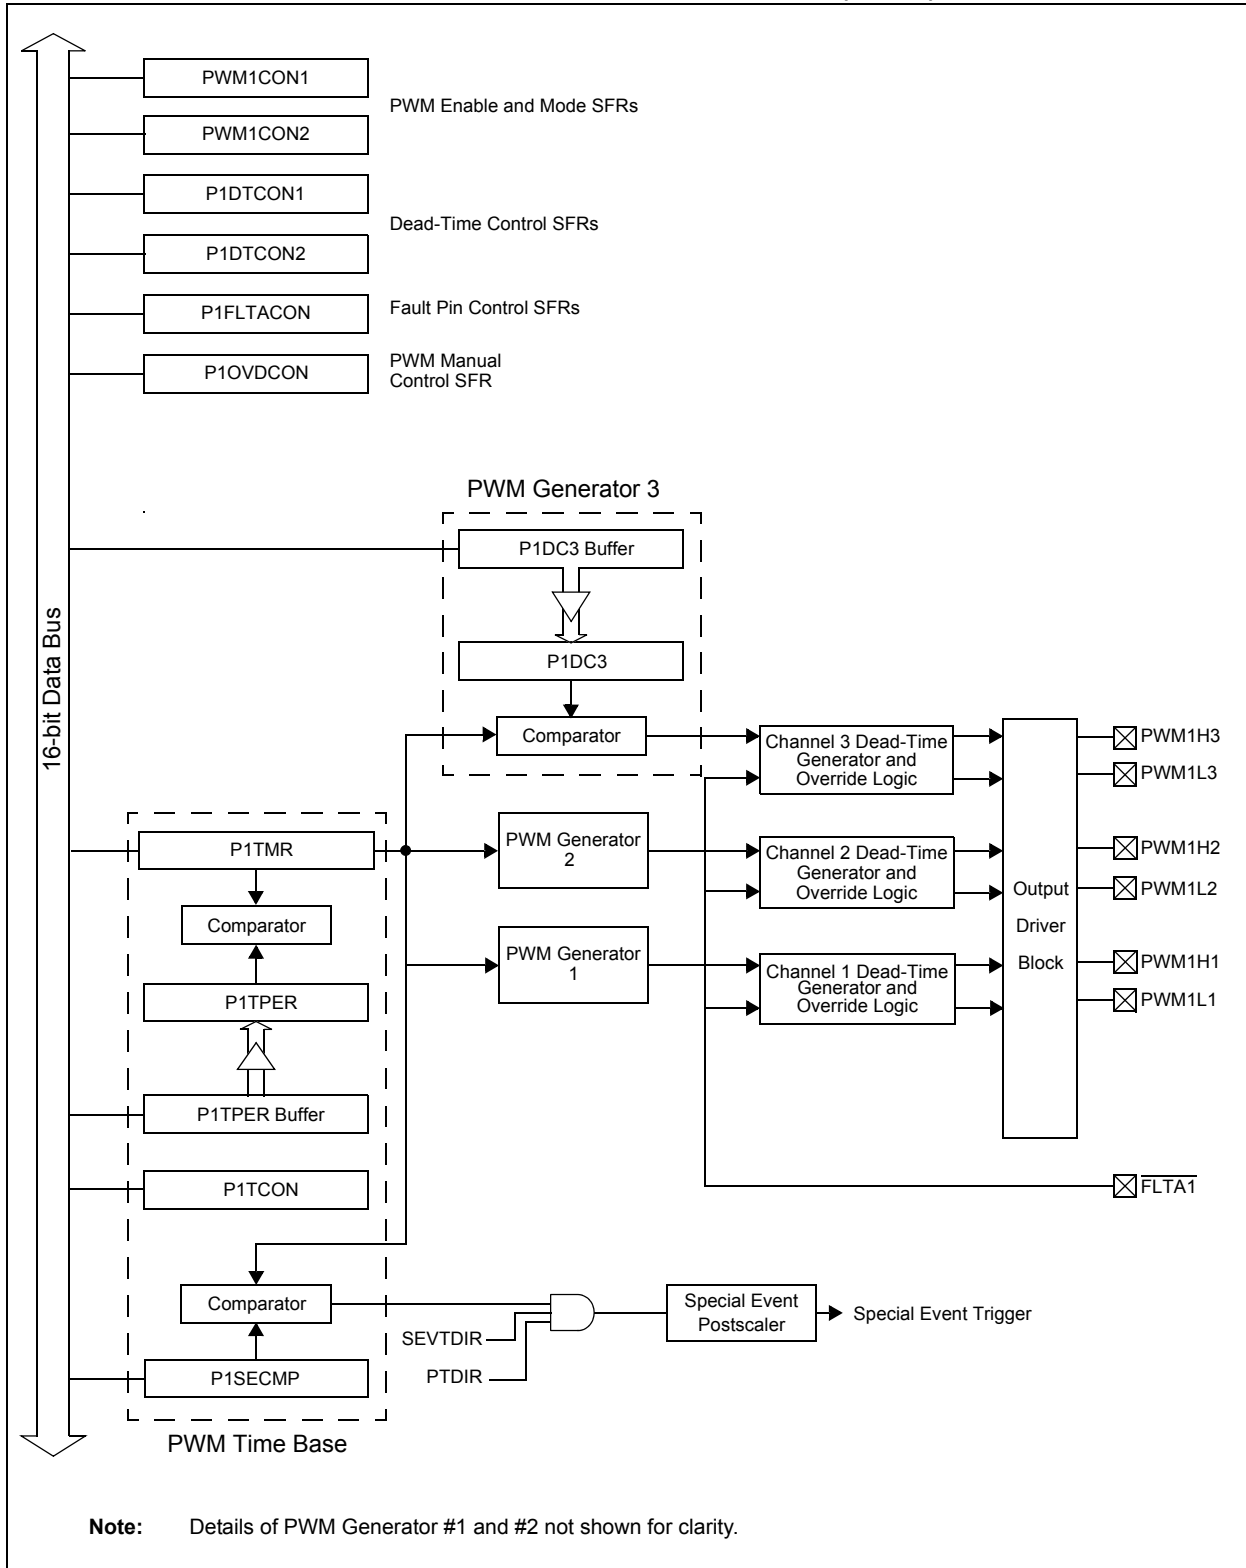 PWM1CON1
PWM Enable and Mode SFRs
PWM1CON2
P1DTCON1
Dead-Time Control SFRs
P1DTCON2
P1FLTACON
Fault Pin Control SFRs
P1OVDCON
PWM Manual
Control SFR
16-bit Data Bus
PWM Generator 3
P1DC3 Buffer
P1DC3
Comparator
Channel 3 Dead-Time
Generator and
Override Logic
PWM1H3
PWM1L3
P1TMR
PWM Generator
2
Channel 2 Dead-Time
Generator and
Override Logic
PWM1H2
PWM1L2
Output
Driver
Block
Comparator
P1TPER
PWM Generator
1
Channel 1 Dead-Time
Generator and
Override Logic
PWM1H1
PWM1L1
P1TPER Buffer
P1TCON
FLTA1
Comparator
SEVTDIR
PTDIR
Special Event
Postscaler
Special Event Trigger
P1SECMP
PWM Time Base
Note: Details of PWM Generator #1 and #2 not shown for clarity.